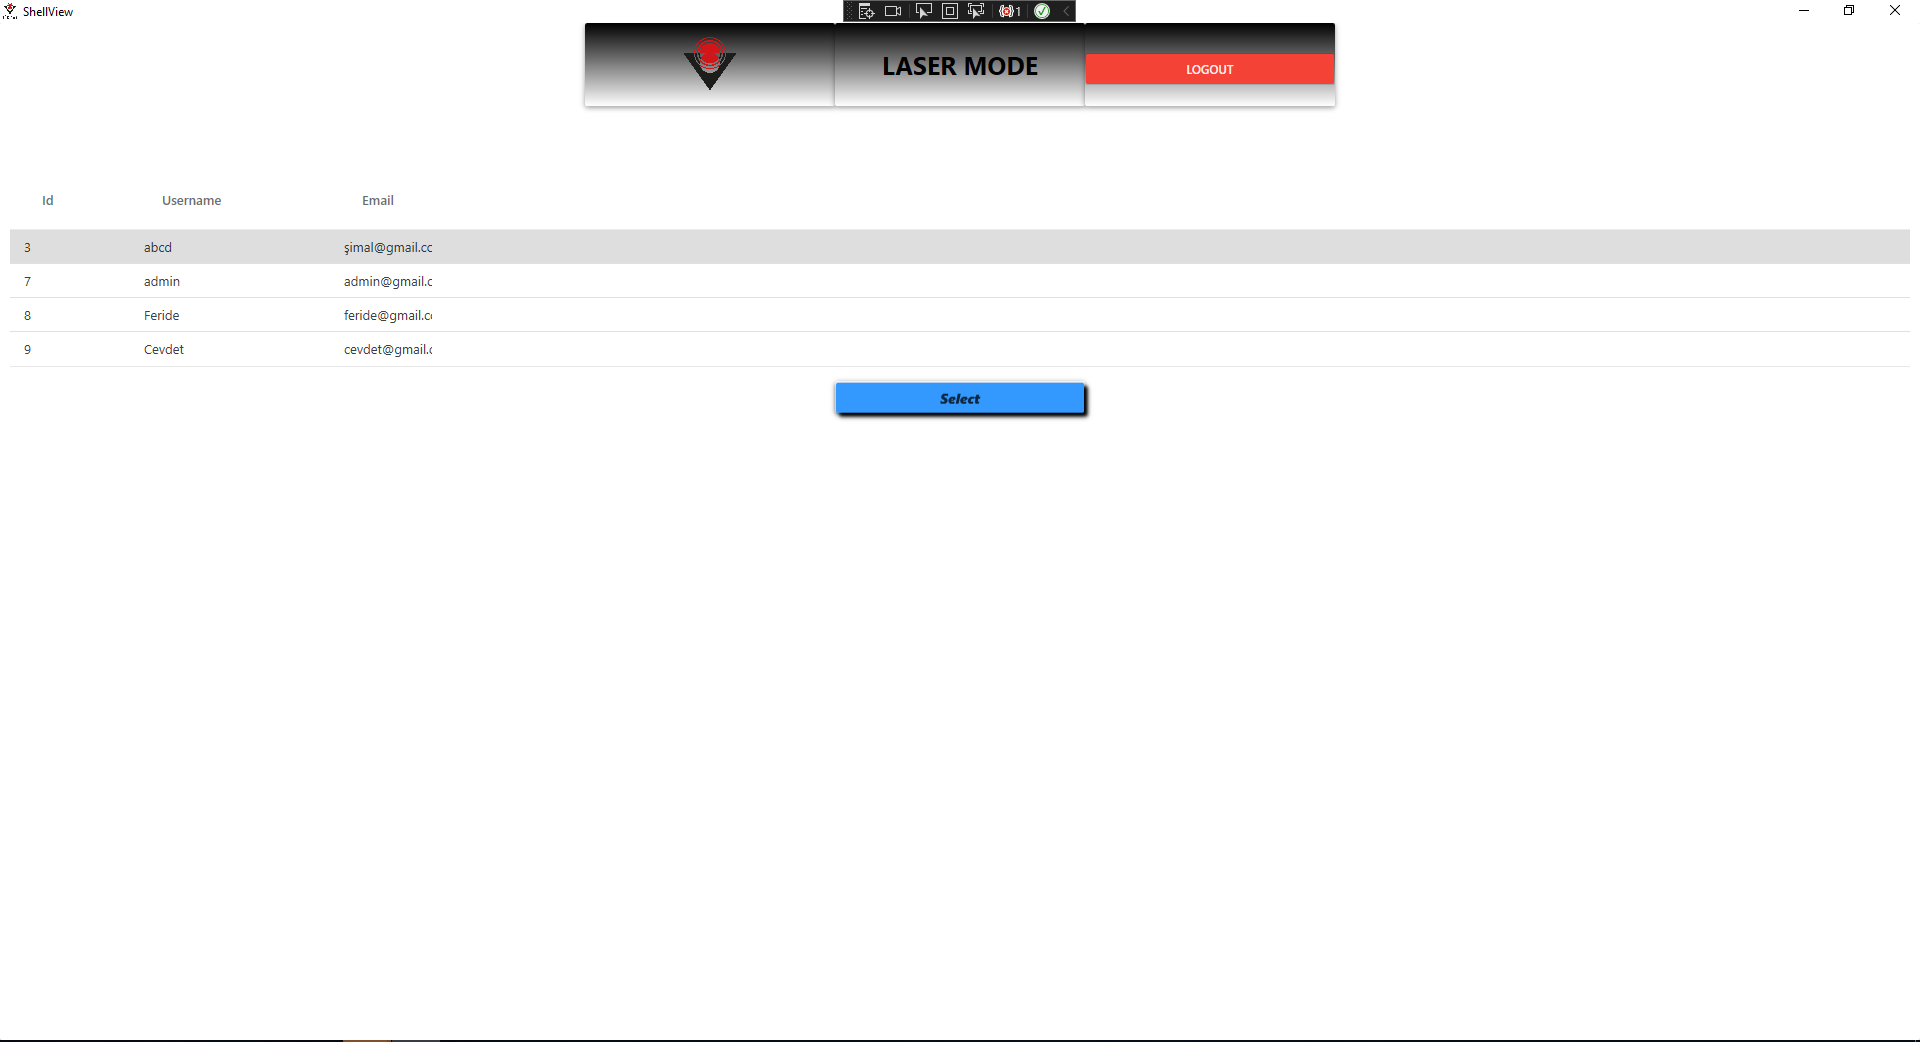 ShellView
1
LASER MODE
LOGOUT
Id Username Email
3 abcd şimal@gmail.cc
7 admin admin@gmail.c
8 Feride feride@gmail.c
9 Cevdet cevdet@gmail.c
Select